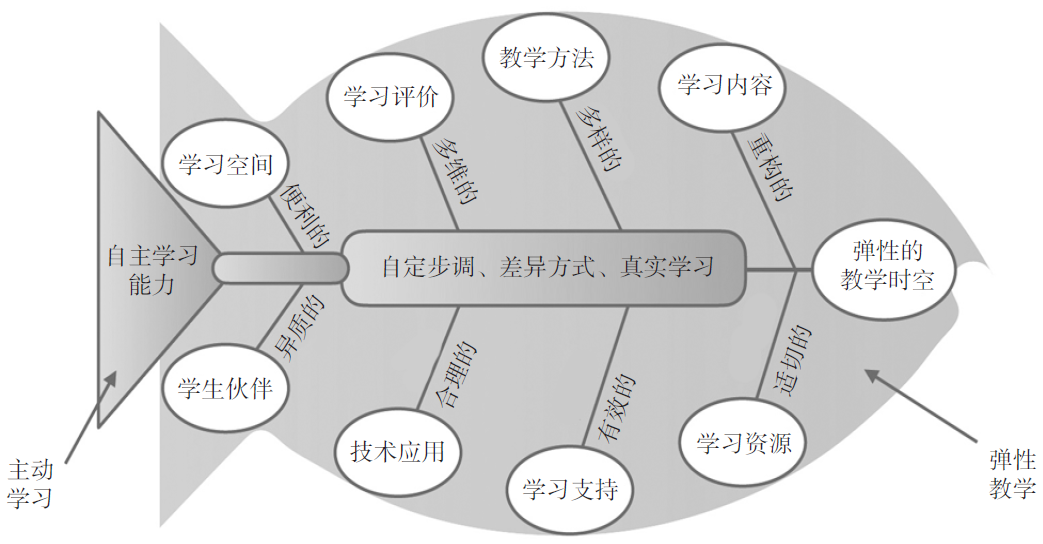 教学方法
学习评价
学习内容
多样的
多维的
重构的
学习空间
便利的
弹性的
教学时空
自主学习
能力
自定步调、差异方式、真实学习
异质的
合理的
有效的
适切的
学生伙伴
技术应用
学习支持
学习资源
主动
学习
弹性
教学